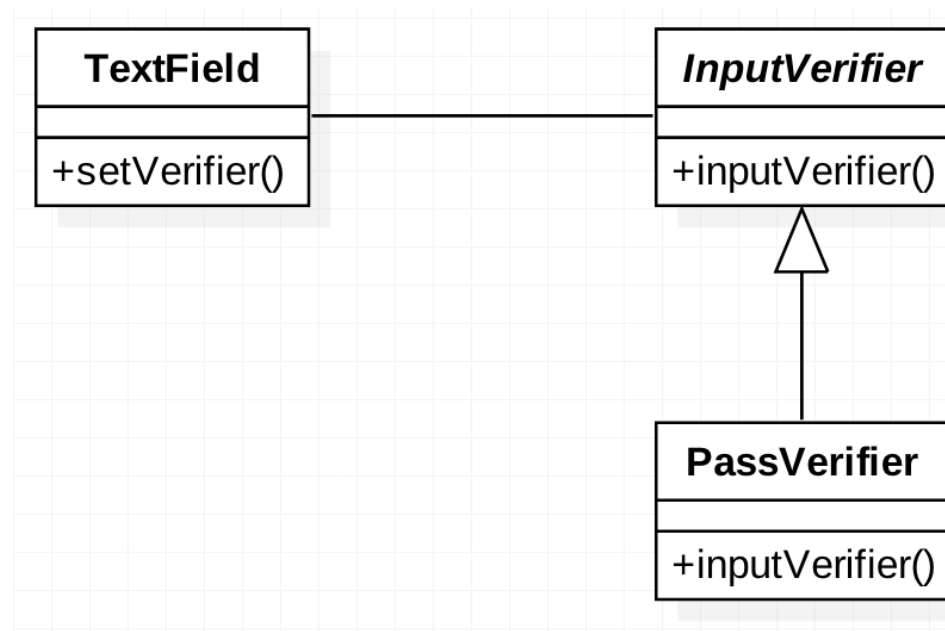 TextField
+setVerifier()
InputVerifier
+inputVerifier()
PassVerifier
+inputVerifier()